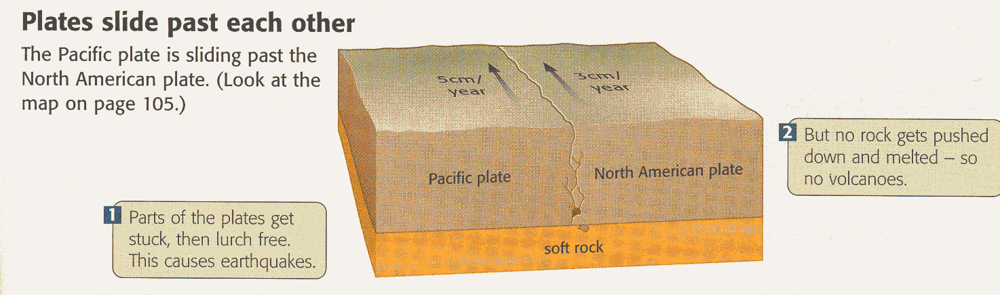 Plates slide past each other
The Pacific plate is sliding past the
North American plate. (Look at the
map on page 105.)
5cm/
year
3cm/
year
Pacific plate
North American plate
soft rock
1 Parts of the plates get
stuck, then lurch free.
This causes earthquakes.
2 But no rock gets pushed
down and melted – so
no volcanoes.